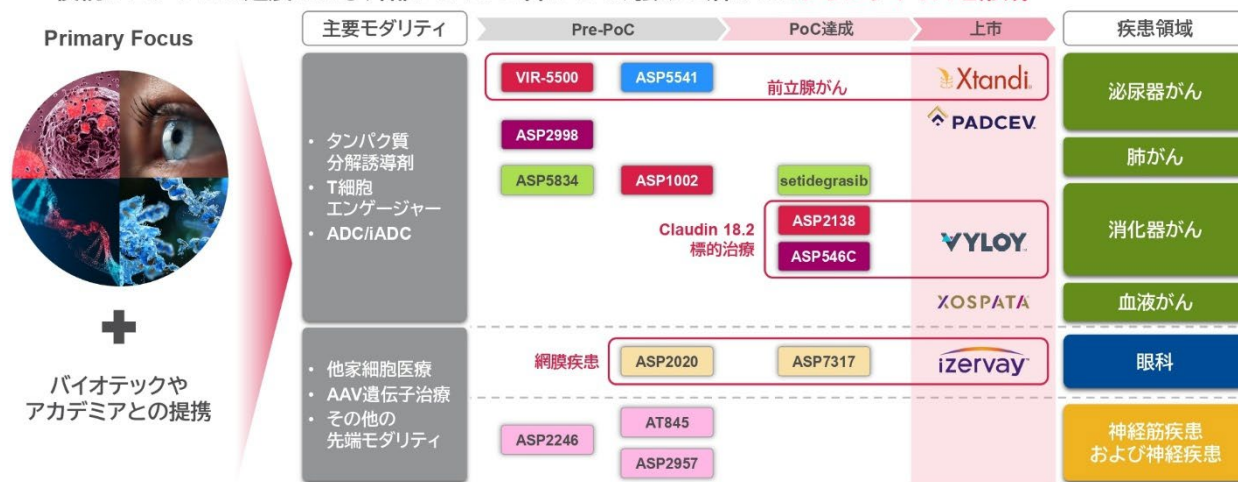 Primary Focus
バイオテックや
アカデミアとの提携
主要モダリティ
Pre-PoC
PoC達成
上市
疾患領域
• タンパク質
分解誘導剤
• T細胞
エンゲージャー
• ADC/iADC
VIR-5500
ASP5541
前立腺がん
Xtandi
PADCEV
泌尿器がん
ASP2998
肺がん
ASP5834
ASP1002
setidegrasib
Claudin 18.2
標的治療
ASP2138
ASP546C
VYLOY
消化器がん
XOSPATA
血液がん
• 他家細胞医療
• AAV遺伝子治療
• その他の
先端モダリティ
網膜疾患
ASP2020
ASP7317
izervay
眼科
ASP2246
AT845
ASP2957
神経筋疾患
および神経疾患